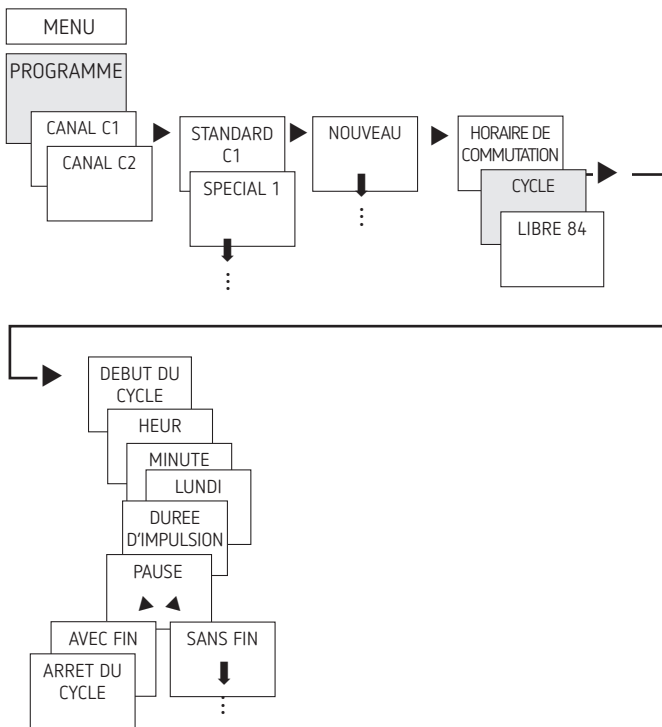 MENU
PROGRAMME
CANAL C1
CANAL C2
STANDARD
C1
SPECIAL 1
NOUVEAU
HORAIRE DE
COMMUTATION
CYCLE
LIBRE 84
DEBUT DU
CYCLE
HEUR
MINUTE
LUNDI
DUREE
D'IMPULSION
PAUSE
AVEC FIN
SANS FIN
ARRET DU
CYCLE